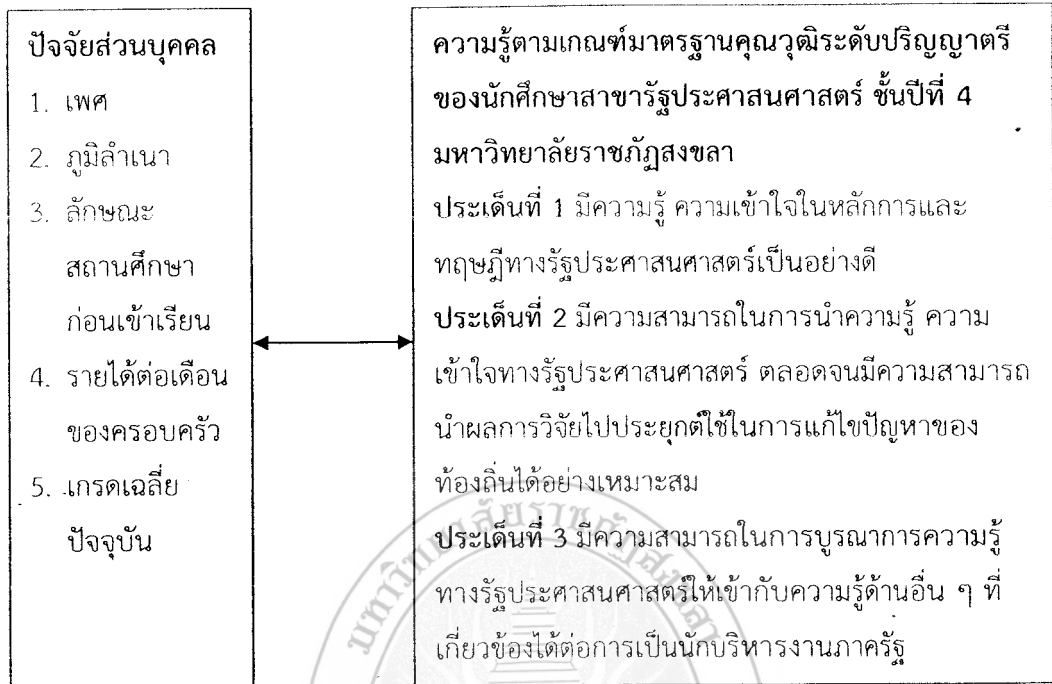 ปัจจัยส่วนบุคคล
1. เพศ
2. ภูมิลำเนา
3. ลักษณะ
สถานศึกษา
ก่อนเข้าเรียน
4. รายได้ต่อเดือน
ของครอบครัว
5. เกรดเฉลี่ย
ปัจจุบัน
ความรู้ตามเกณฑ์มาตรฐานคุณวุฒิระดับปริญญาตรี
ของนักศึกษาสาขารัฐประศาสนศาสตร์ ชั้นปีที่ 4
มหาวิทยาลัยราชภัฏสงขลา
ประเด็นที่ 1 มีความรู้ ความเข้าใจในหลักการและ
ทฤษฎีทางรัฐประศาสนศาสตร์เป็นอย่างดี
ประเด็นที่ 2 มีความสามารถในการนำความรู้ ความ
เข้าใจทางรัฐประศาสนศาสตร์ ตลอดจนมีความสามารถ
นำผลการวิจัยไปประยุกต์ใช้ในการแก้ไขปัญหาของ
ท้องถิ่นได้อย่างเหมาะสม
ประเด็นที่ 3 มีความสามารถในการบูรณาการความรู้
ทางรัฐประศาสนศาสตร์ให้เข้ากับความรู้ด้านอื่น ๆ ที่
เกี่ยวข้องได้ต่อการเป็นนักบริหารงานภาครัฐ
มหาวิทยาลัยราชภัฏสงขลา